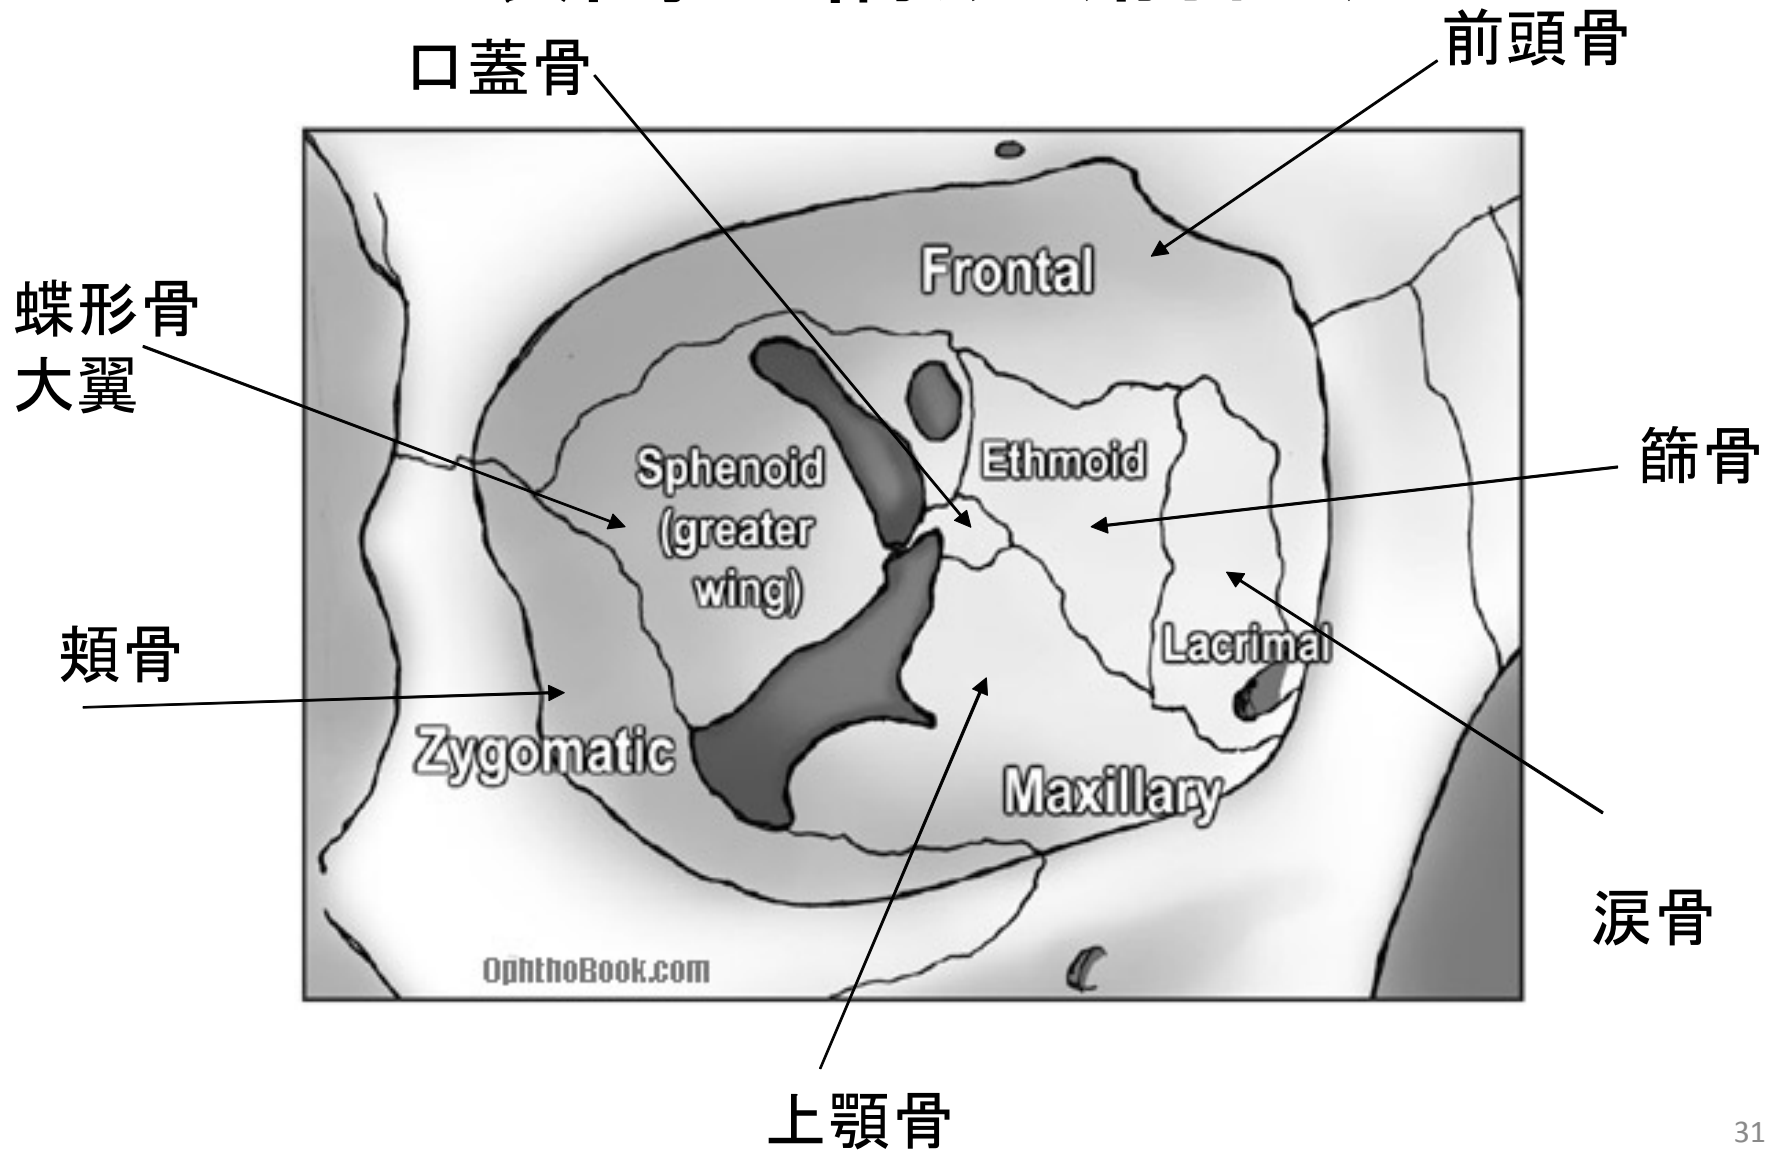 前頭骨
口蓋骨
Frontal
蝶形骨
大翼
篩骨
Sphenoid
(greater
wing)
Ethmoid
頬骨
Lacrimal
Zygomatic
Maxillary
涙骨
OphthoBook.com
上顎骨
31